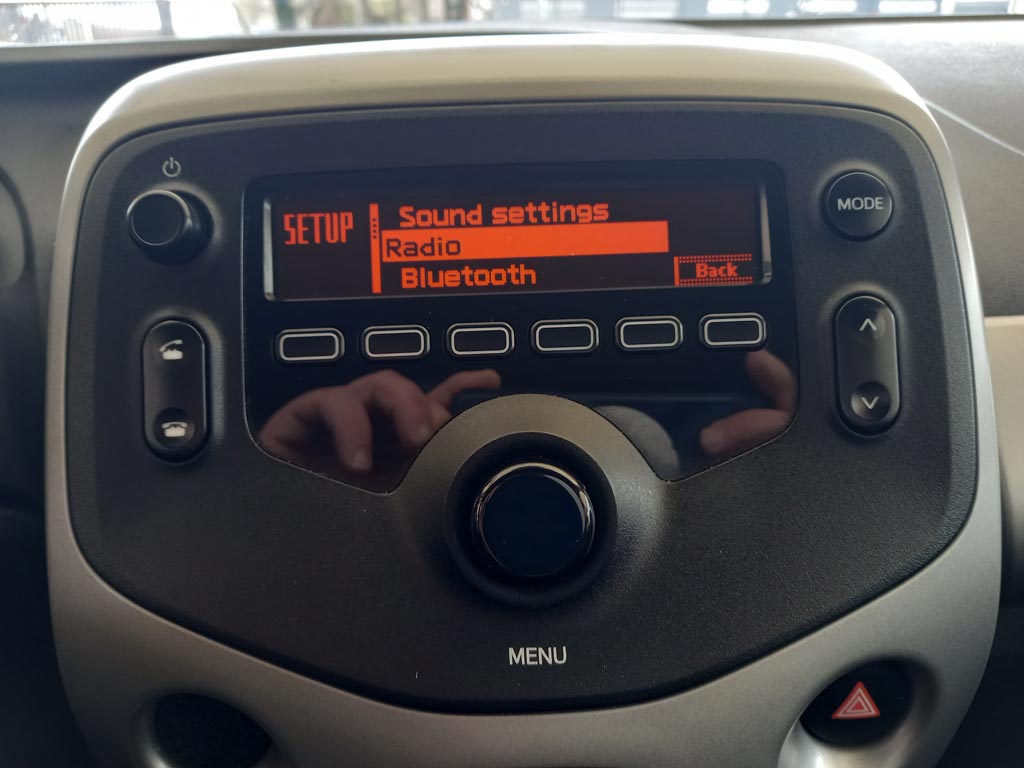 SETUP
Sound settings
Radio
Bluetooth
Back
MODE
MENU